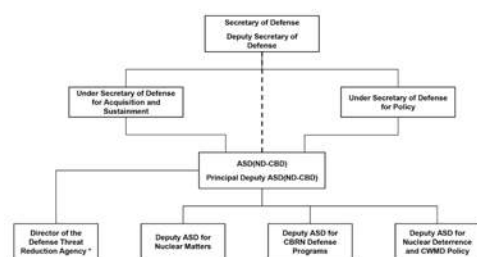 Secretary of Defense
Deputy Secretary of
Defense
Under Secretary of Defense
for Acquisition and
Sustainment
Under Secretary of Defense
for Policy
ASD(ND-CBD)
Principal Deputy ASD(ND-CBD)
Director of the
Defense Threat
Reduction Agency *
Deputy ASD for
Nuclear Matters
Deputy ASD for
CBRN Defense
Programs
Deputy ASD for
Nuclear Deterrence
and CWMD Policy